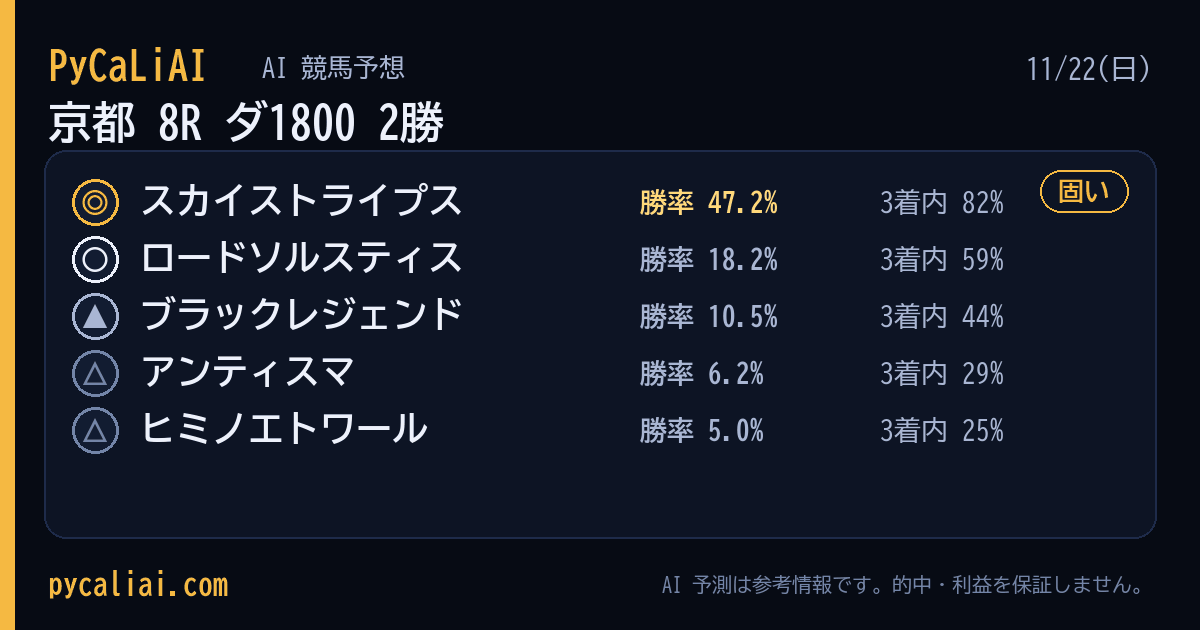 PyCaLiAI AI 競馬予想 11/22(日)
京都 8R ダ1800 2勝
◎ スカイストライプス 勝率 47.2% 3着内 82% 固い
○ ロードソルスティス 勝率 18.2% 3着内 59%
▲ ブラックレジェンド 勝率 10.5% 3着内 44%
△ アンティスマ 勝率 6.2% 3着内 29%
△ ヒミノエトワール 勝率 5.0% 3着内 25%
pycaliai.com AI 予測は参考情報です。的中・利益を保証しません。